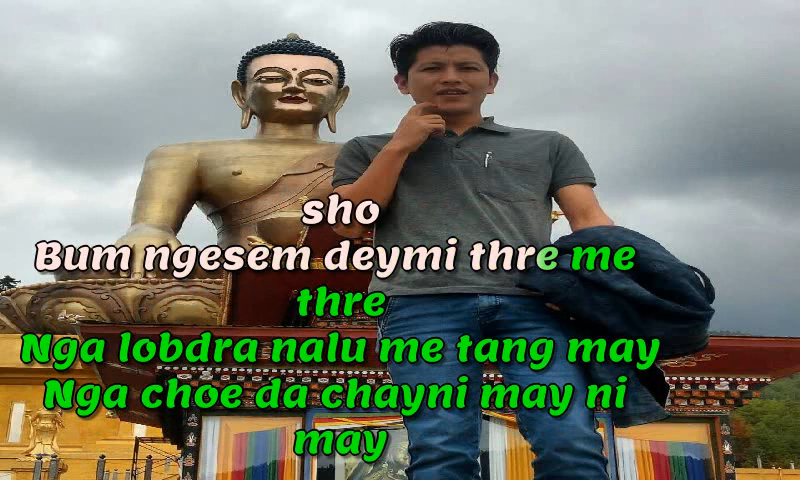 sho
Bum ngesem deymi thre me
thre
Nga lobdra nalu me tang may
Nga choe da chayni may ni
may